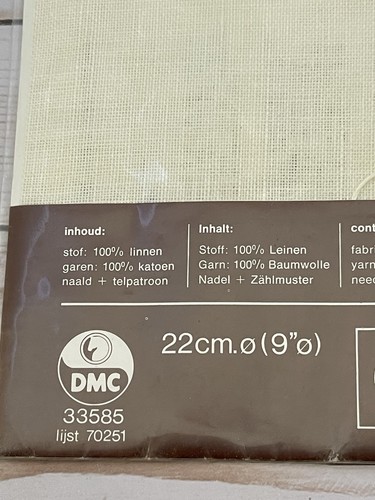 inhoud:
stof: 100% linnen
garen: 100% katoen
naald + telpatroon
Inhalt:
Stoff: 100% Leinen
Garn: 100% Baumwolle
Nadel + Zählmuster
22cm.ø(9"ø)
DMC
33585
lijst 70251